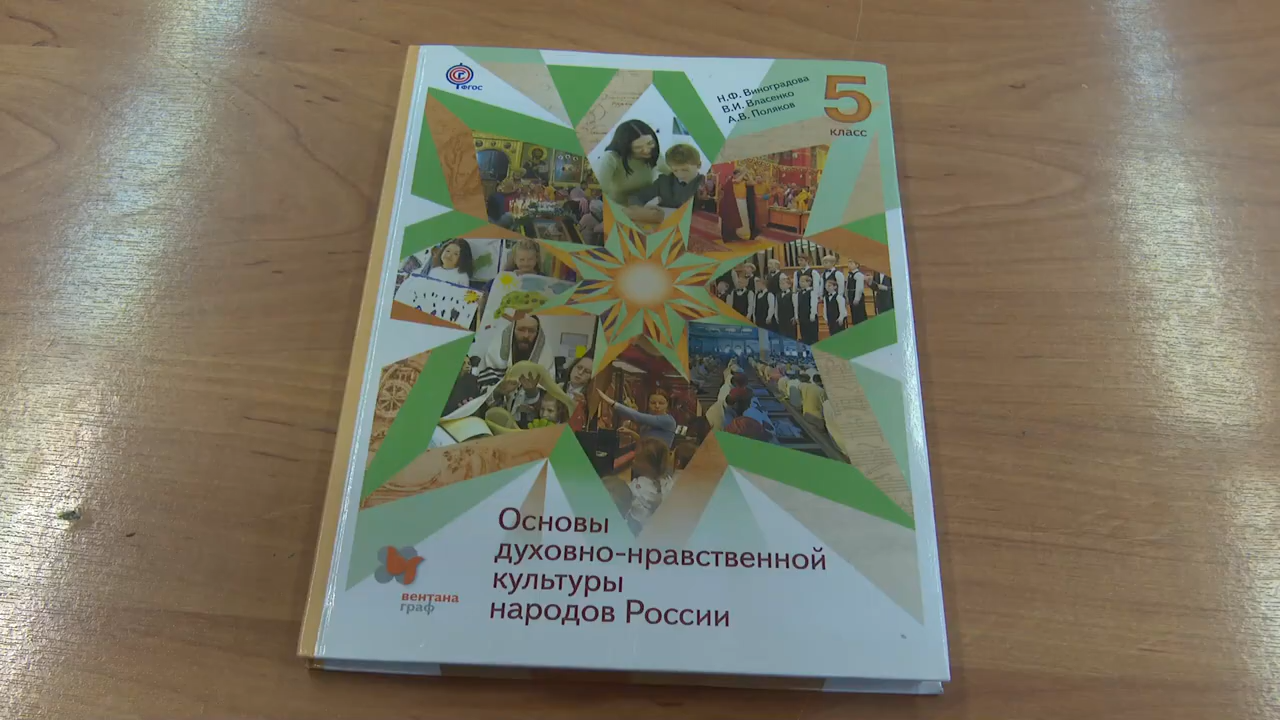 ФГОС
Н.Ф. Виноградова
В.И. Власенко
А.В. Поляков
5
класс
Основы
духовно-нравственной
культуры
народов России
вентана
граф